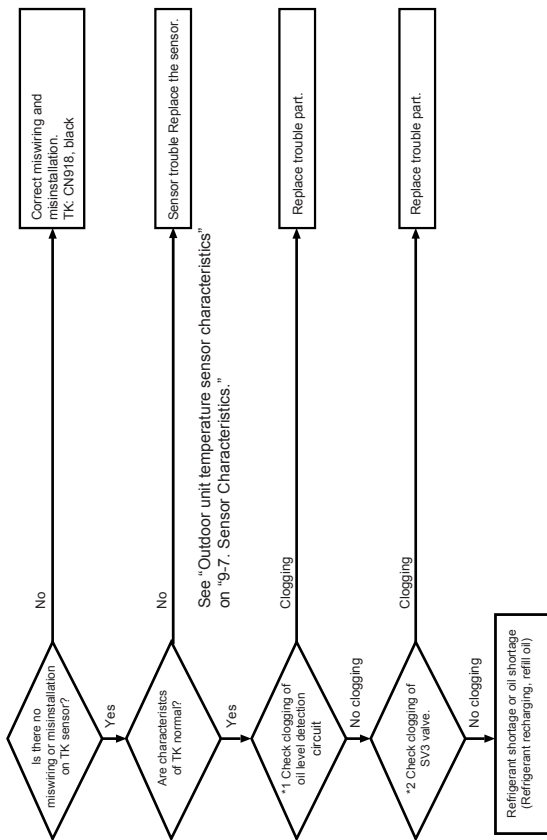 Is there no
miswiring or misinstallation
on TK sensor?
No
Correct miswiring and
misinstallation.
TK: CN918, black
Yes
Are characteristcs
of TK normal?
No
Sensor trouble Replace the sensor.
See “Outdoor unit temperature sensor characteristics”
on “9-7. Sensor Characteristics.”
Yes
*1 Check clogging of
oil level detection
circuit
Clogging
Replace trouble part.
No clogging
*2 Check clogging of
SV3 valve.
Clogging
Replace trouble part.
No clogging
Refrigerant shortage or oil shortage
(Refrigerant recharging, refill oil)